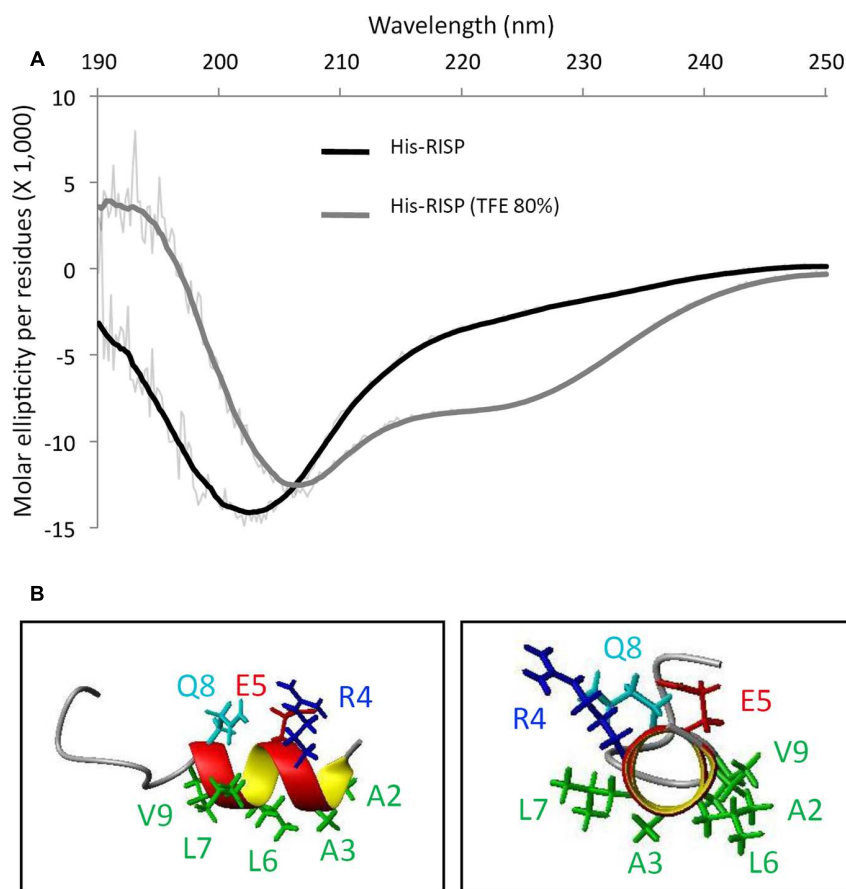 Wavelength (nm)
A
190 200 210 220 230 240 250
Molar ellipticity per residues (X 1,000)
10
5
0
-5
-10
-15
His-RISP
His-RISP (TFE 80%)
B
Q8 E5 R4
V9 L7 L6 A3 A2
Q8
R4 E5
V9
L7 A2
A3 L6